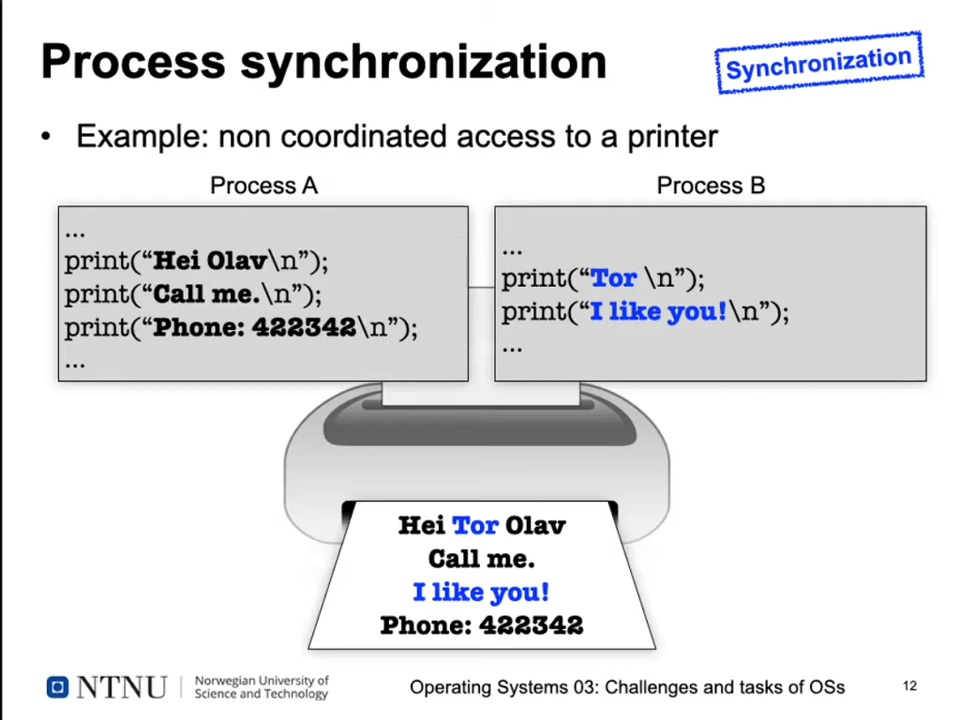 Process synchronization
Synchronization
• Example: non coordinated access to a printer
Process A
...
print(“Hei Olav\n”);
print(“Call me.\n”);
print(“Phone: 422342\n”);
...
Process B
...
print(“Tor \n”);
print(“I like you!\n”);
...
Hei Tor Olav
Call me.
I like you!
Phone: 422342
NTNU
Norwegian University of
Science and Technology
Operating Systems 03: Challenges and tasks of OSs
12